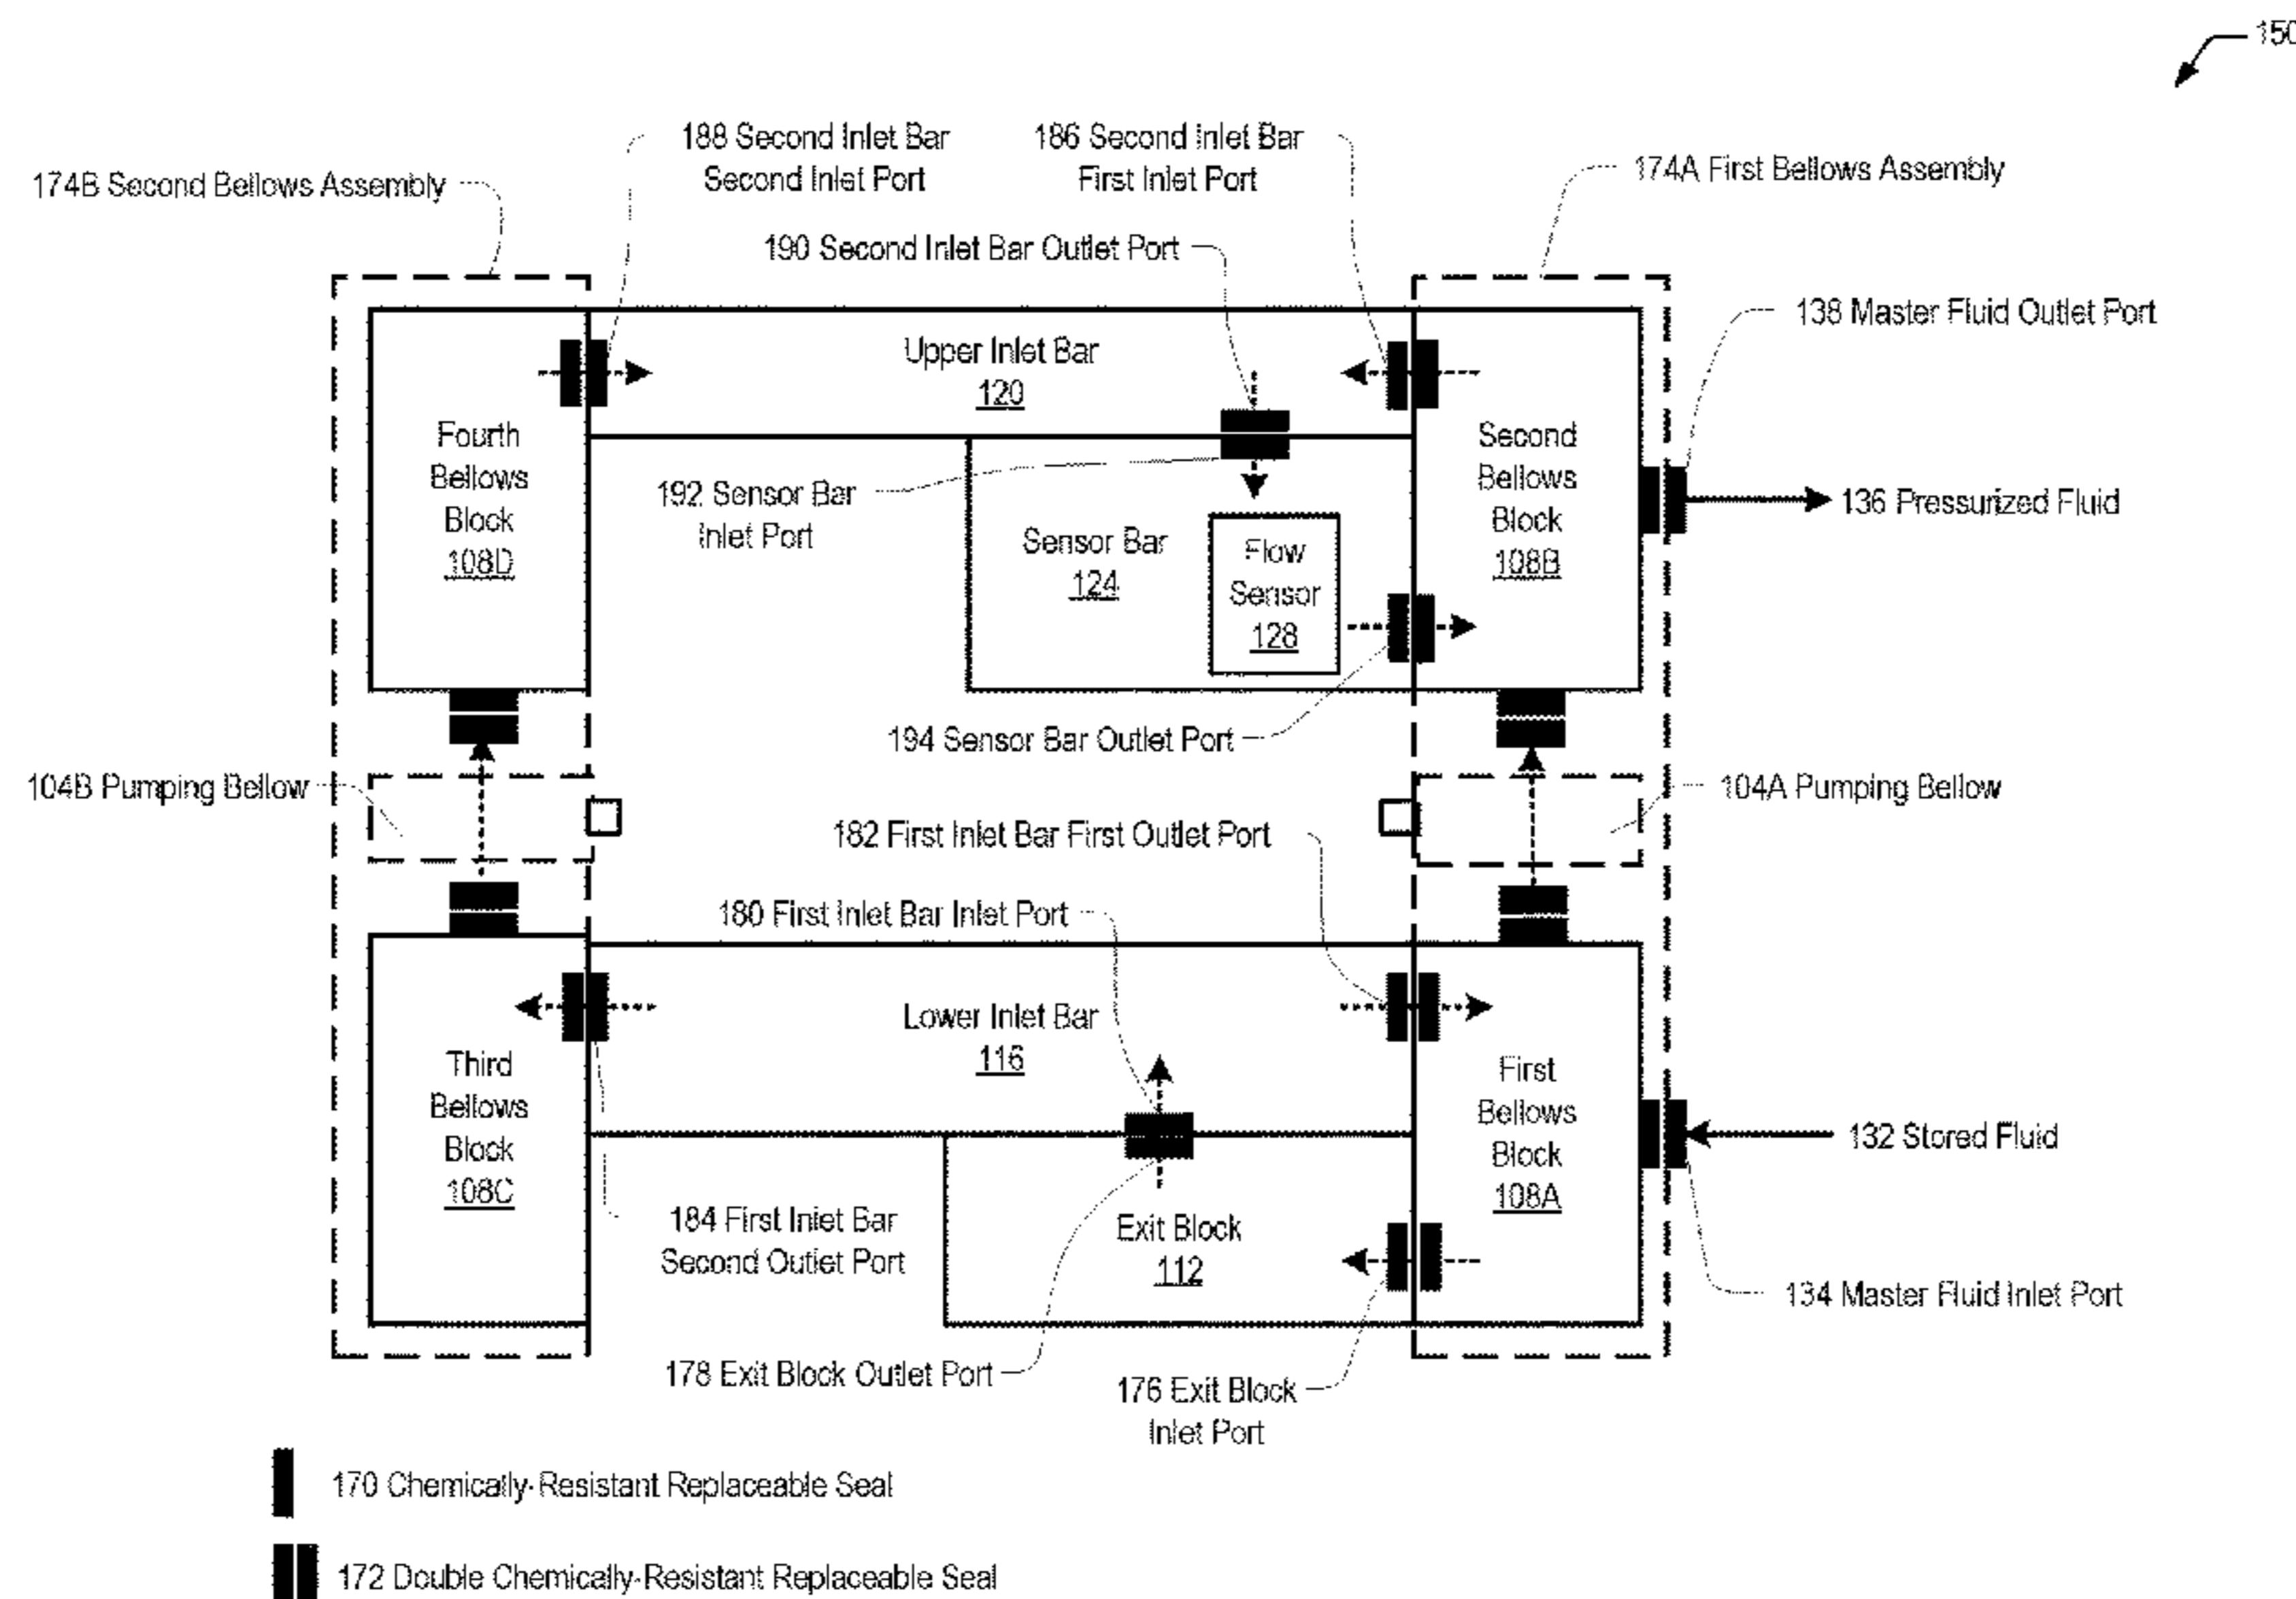 150
188 Second Inlet Bar
Second Inlet Port
186 Second Inlet Bar
First Inlet Port
174A First Bellows Assembly
174B Second Bellows Assembly
190 Second Inlet Bar Outlet Port
138 Master Fluid Outlet Port
Upper Inlet Bar
120
Fourth
Bellows
Block
108D
Second
Bellows
Block
108B
192 Sensor Bar
Inlet Port
Sensor Bar
124
Flow
Sensor
128
136 Pressurized Fluid
194 Sensor Bar Outlet Port
104B Pumping Bellow
104A Pumping Bellow
182 First Inlet Bar First Outlet Port
180 First Inlet Bar Inlet Port
Lower Inlet Bar
116
Third
Bellows
Block
108C
First
Bellows
Block
108A
132 Stored Fluid
184 First Inlet Bar
Second Outlet Port
Exit Block
112
134 Master Fluid Inlet Port
178 Exit Block Outlet Port
176 Exit Block
Inlet Port
170 Chemically-Resistant Replaceable Seal
172 Double Chemically-Resistant Replaceable Seal